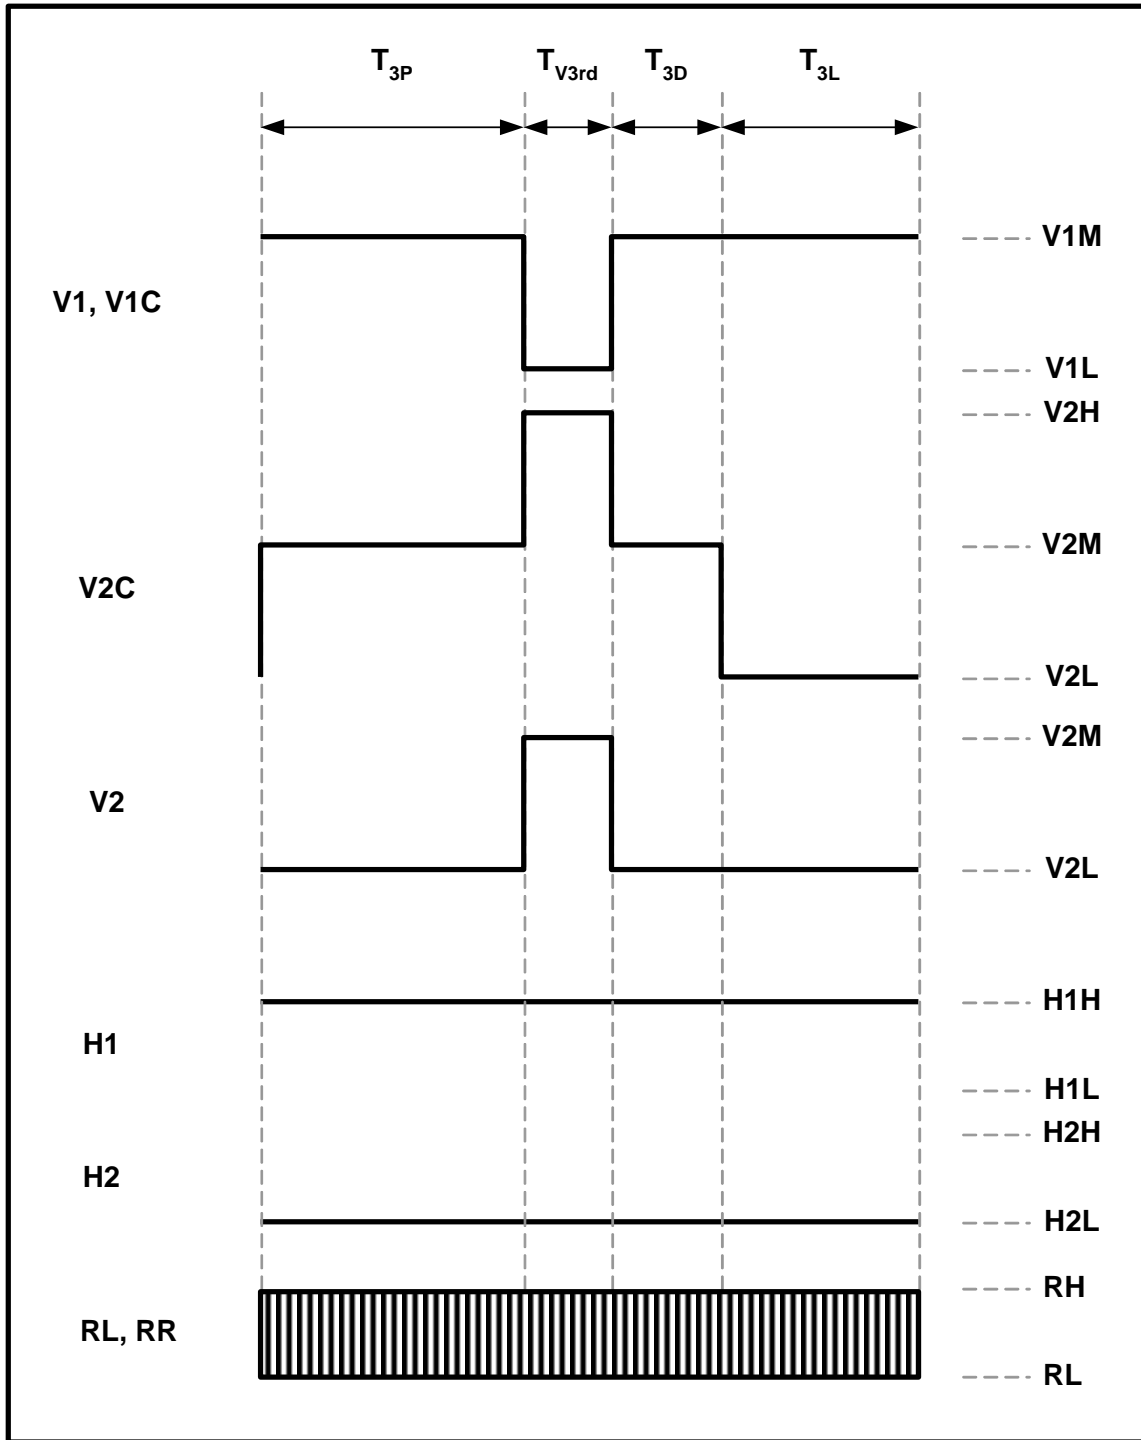 T3P TV3rd T3D T3L
V1M
V1, V1C
V1L
V2H
V2M
V2C
V2L
V2M
V2
V2L
H1H
H1
H1L
H2H
H2
H2L
RH
RL, RR
RL